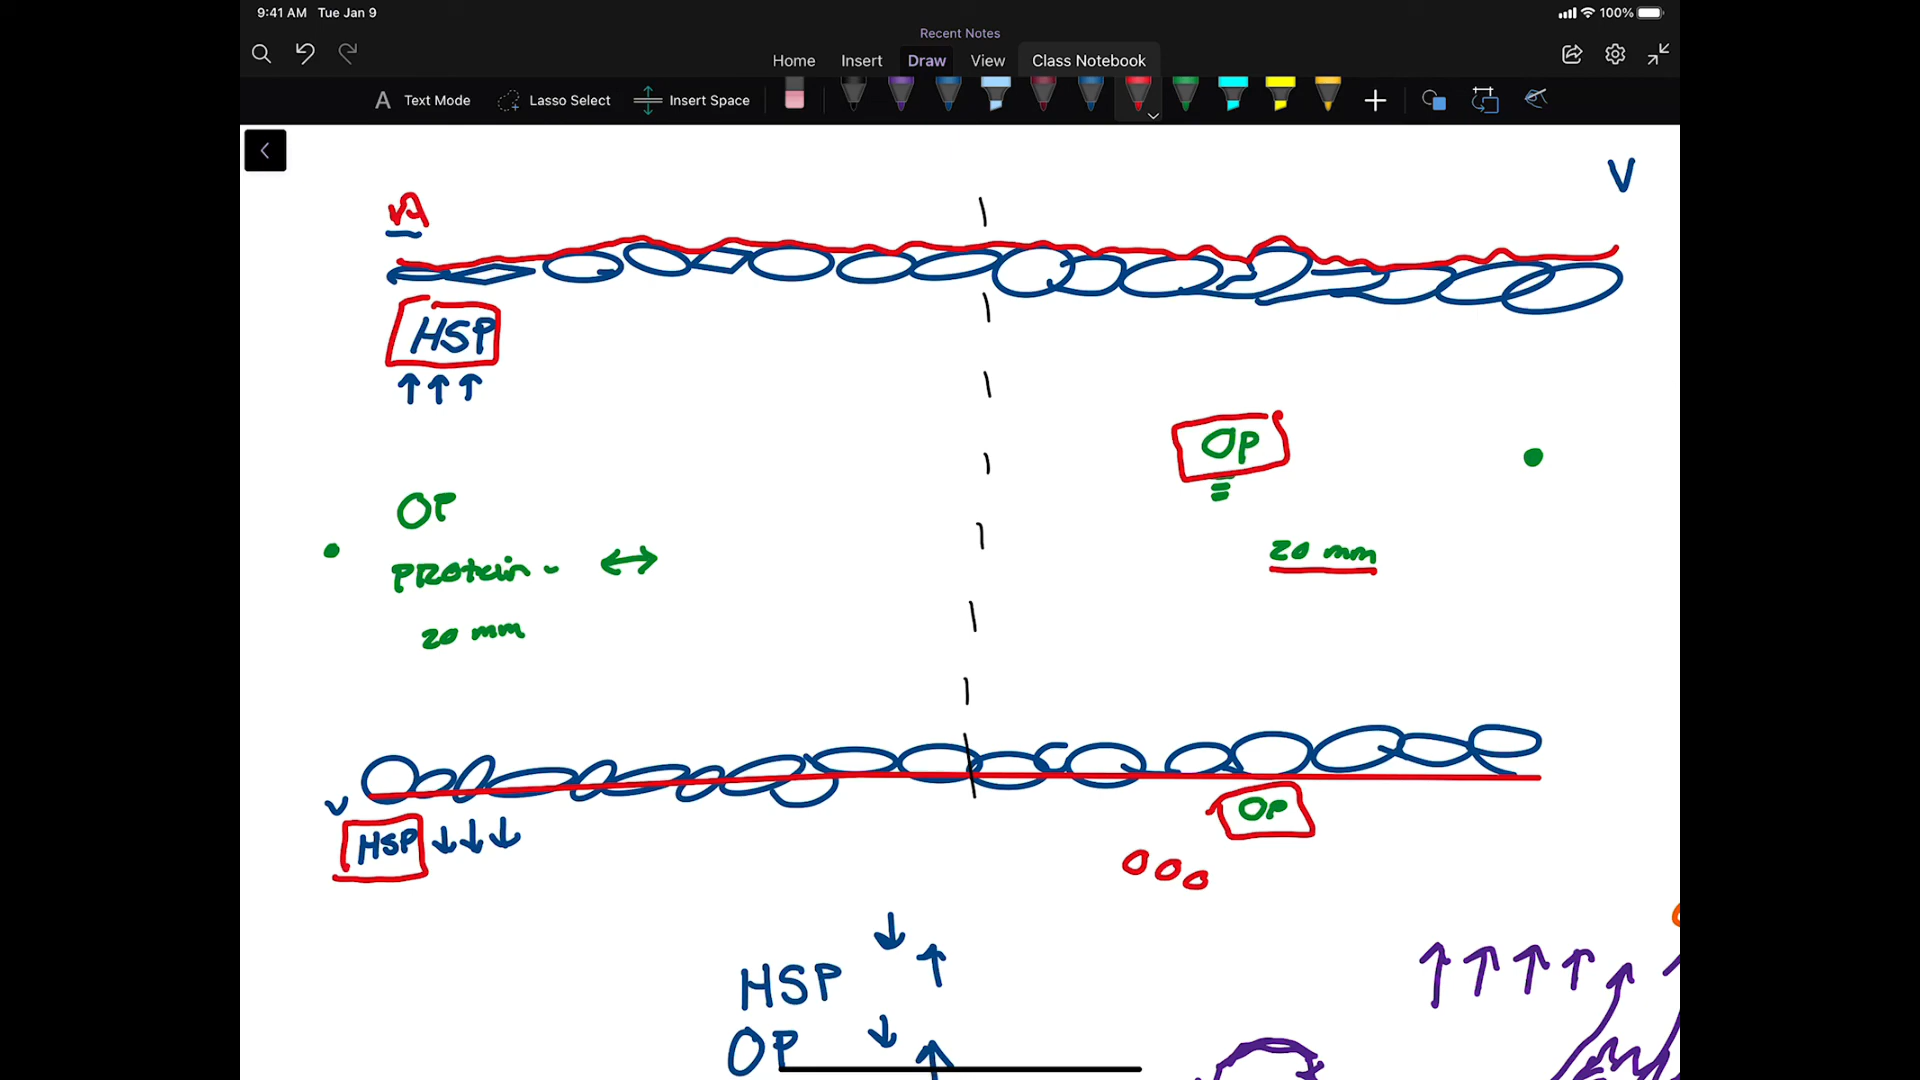 9:41 AM Tue Jan 9
100%
Recent Notes
Home Insert Draw View Class Notebook
Text Mode Lasso Select Insert Space
V
HSP
↑↑↑
OP
OP
PROtein
20 mm
20 mm
OP
HSP ↓↓↓
↓ ↑
HSP
OP ↓ ↑
↑↑↑↑